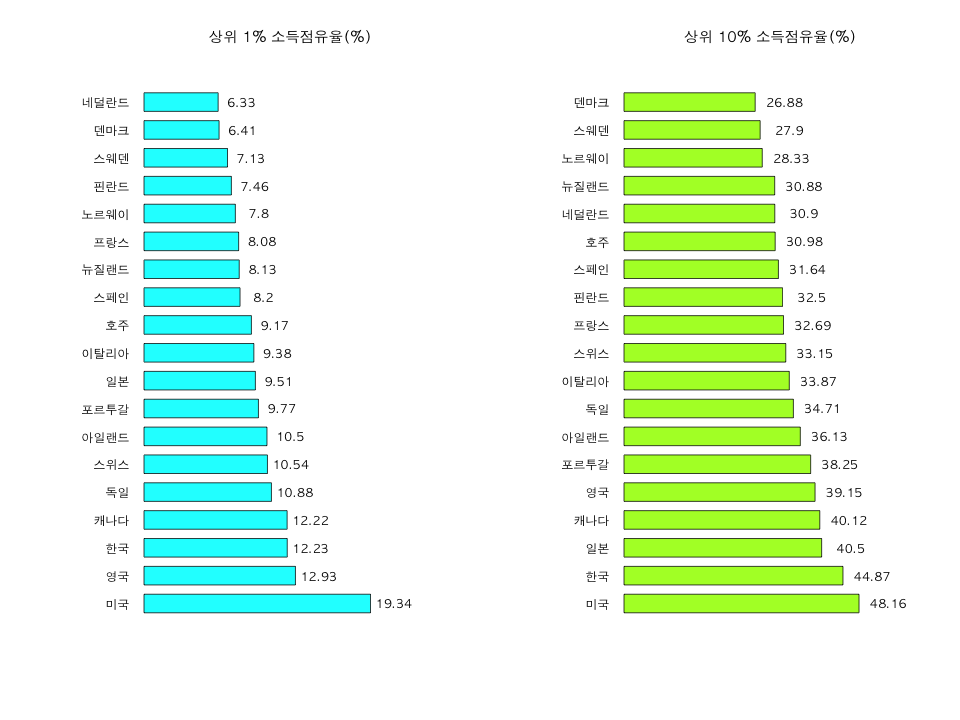 상위 1% 소득점유율(%)
네덜란드 6.33
덴마크 6.41
스웨덴 7.13
핀란드 7.46
노르웨이 7.8
프랑스 8.08
뉴질랜드 8.13
스페인 8.2
호주 9.17
이탈리아 9.38
일본 9.51
포르투갈 9.77
아일랜드 10.5
스위스 10.54
독일 10.88
캐나다 12.22
한국 12.23
영국 12.93
미국 19.34
상위 10% 소득점유율(%)
덴마크 26.88
스웨덴 27.9
노르웨이 28.33
뉴질랜드 30.88
네덜란드 30.9
호주 30.98
스페인 31.64
핀란드 32.5
프랑스 32.69
스위스 33.15
이탈리아 33.87
독일 34.71
아일랜드 36.13
포르투갈 38.25
영국 39.15
캐나다 40.12
일본 40.5
한국 44.87
미국 48.16